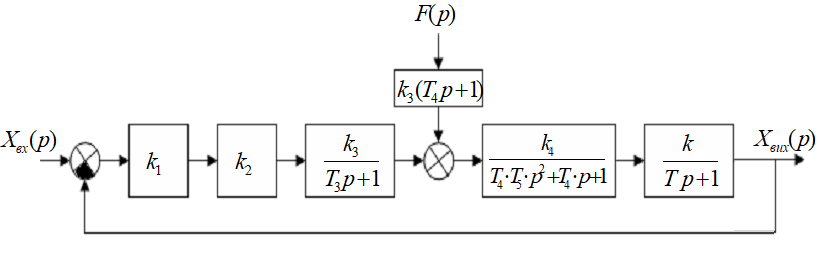 F(p)
k₃(T₄p+1)
Xвх(p)
k₁
k₂
k₃
T₃p+1
k₄
T₄·T₅·p²+T₄·p+1
k
Tp+1
Xвих(p)